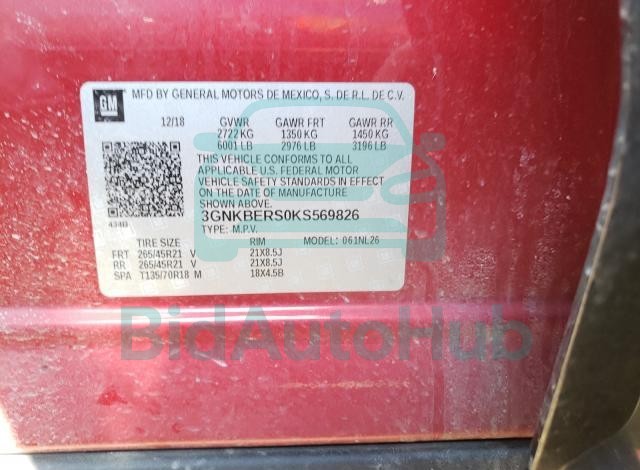 GM
MFD BY GENERAL MOTORS DE MEXICO, S. DE R.L. DE C.V.
12/18 GVWR GAWR FRT GAWR RR
2722 KG 1350 KG 1450 KG
6001 LB 2976 LB 3196 LB
THIS VEHICLE CONFORMS TO ALL
APPLICABLE U.S. FEDERAL MOTOR
VEHICLE SAFETY STANDARDS IN EFFECT
ON THE DATE OF MANUFACTURE
SHOWN ABOVE.
3GNKBERS0KS569826
TYPE: M.P.V.
TIRE SIZE RIM MODEL: 061NL26
FRT 265/45R21 V 21X8.5J
RR 265/45R21 V 21X8.5J
SPA T135/70R18 M 18X4.5B
BidAutoHub